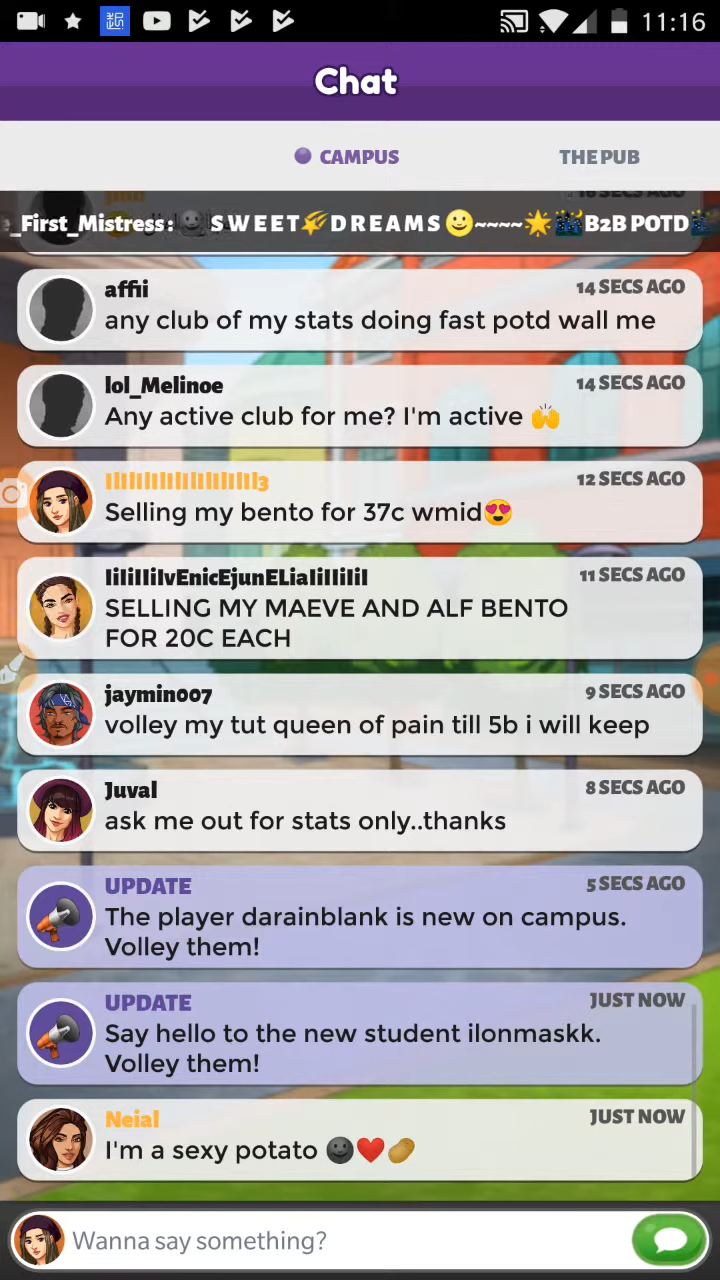 11:16
Chat
CAMPUS
THE PUB
_First_Mistress: S W E E T D R E A M S ~~~~ B2B POTD
affii
14 SECS AGO
any club of my stats doing fast potd wall me
lol_Melinoe
14 SECS AGO
Any active club for me? I'm active 🙌
12 SECS AGO
Selling my bento for 37c wmid😍
11 SECS AGO
SELLING MY MAEVE AND ALF BENTO
FOR 20C EACH
jaymin007
9 SECS AGO
volley my tut queen of pain till 5b i will keep
Juval
8 SECS AGO
ask me out for stats only..thanks
UPDATE
5 SECS AGO
The player darainblank is new on campus.
Volley them!
UPDATE
JUST NOW
Say hello to the new student ilonmaskk.
Volley them!
Neial
JUST NOW
I'm a sexy potato 🌚❤️🥔
Wanna say something?